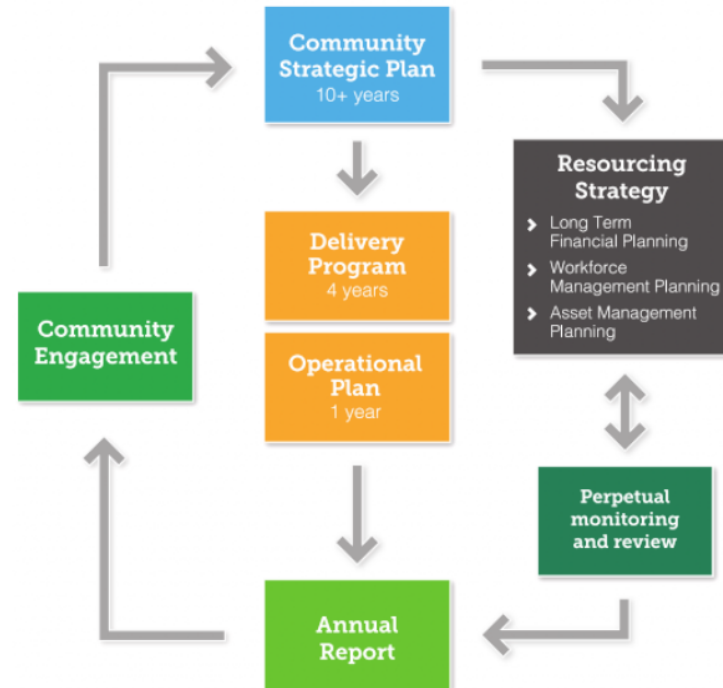 Community
Strategic Plan
10+ years
Resourcing
Strategy
Long Term
Financial Planning
Workforce
Management Planning
Asset Management
Planning
Delivery
Program
4 years
Community
Engagement
Operational
Plan
1 year
Perpetual
monitoring
and review
Annual
Report